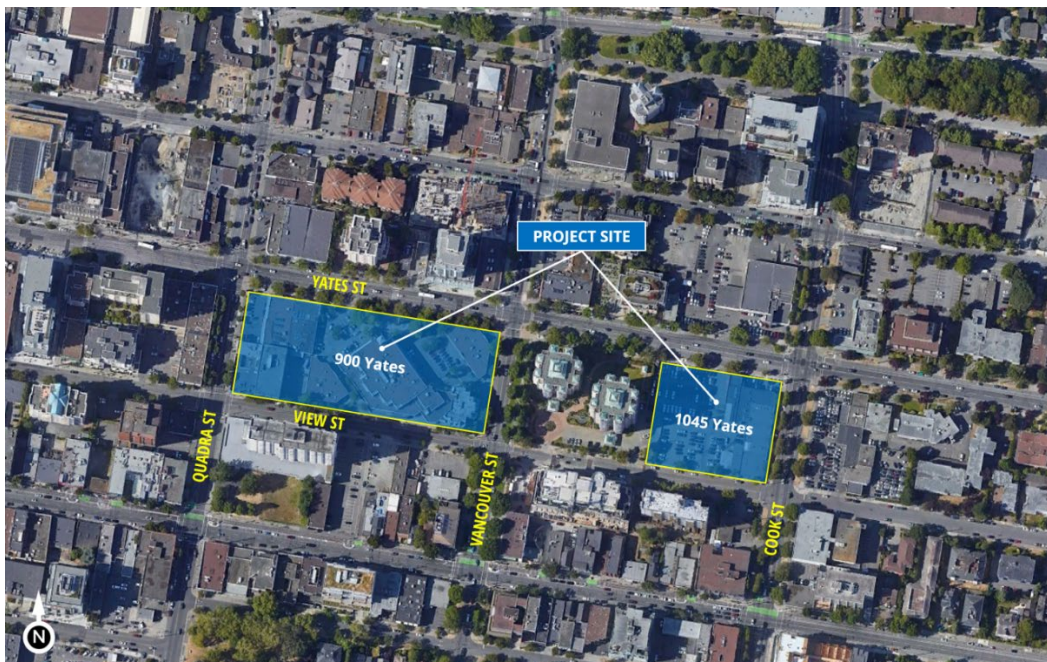 PROJECT SITE
YATES ST
900 Yates
1045 Yates
VIEW ST
QUADRA ST
VANCOUVER ST
COOK ST
N